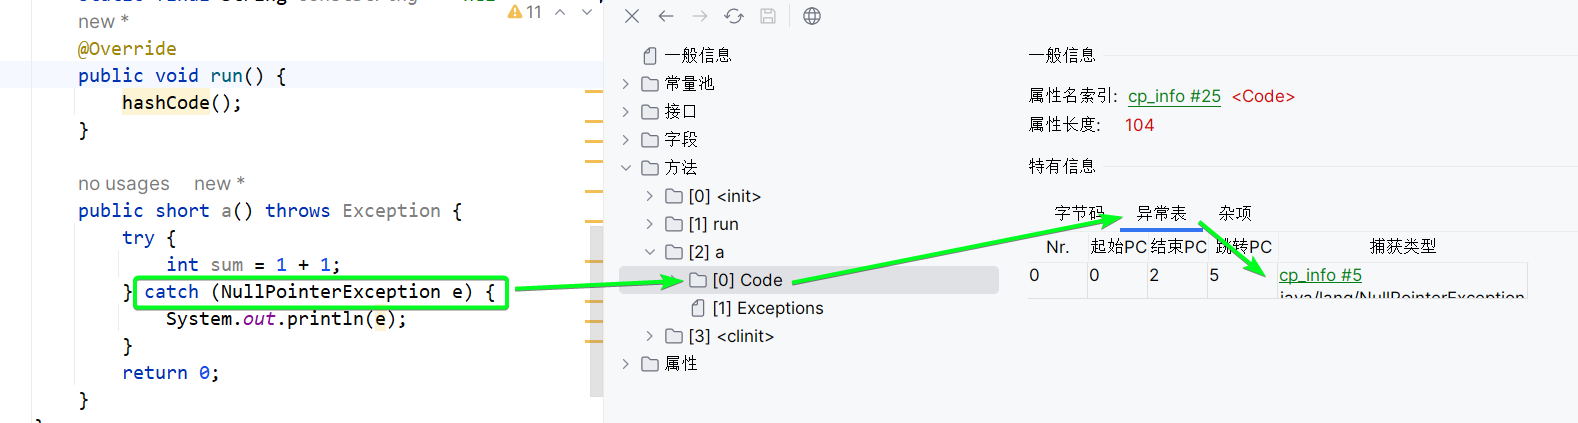 11
new *
@Override
public void run() {
hashCode();
}
no usages new *
public short a() throws Exception {
try {
int sum = 1 + 1;
} catch (NullPointerException e) {
System.out.println(e);
}
return 0;
}
一般信息
常量池
接口
字段
方法
[0] <init>
[1] run
[2] a
[0] Code
[1] Exceptions
[3] <clinit>
属性
一般信息
属性名索引: cp_info #25 <Code>
属性长度: 104
特有信息
字节码 异常表 杂项
Nr. 起始PC 结束PC 跳转PC 捕获类型
0 0 2 5 cp_info #5
java/lang/NullPointerException